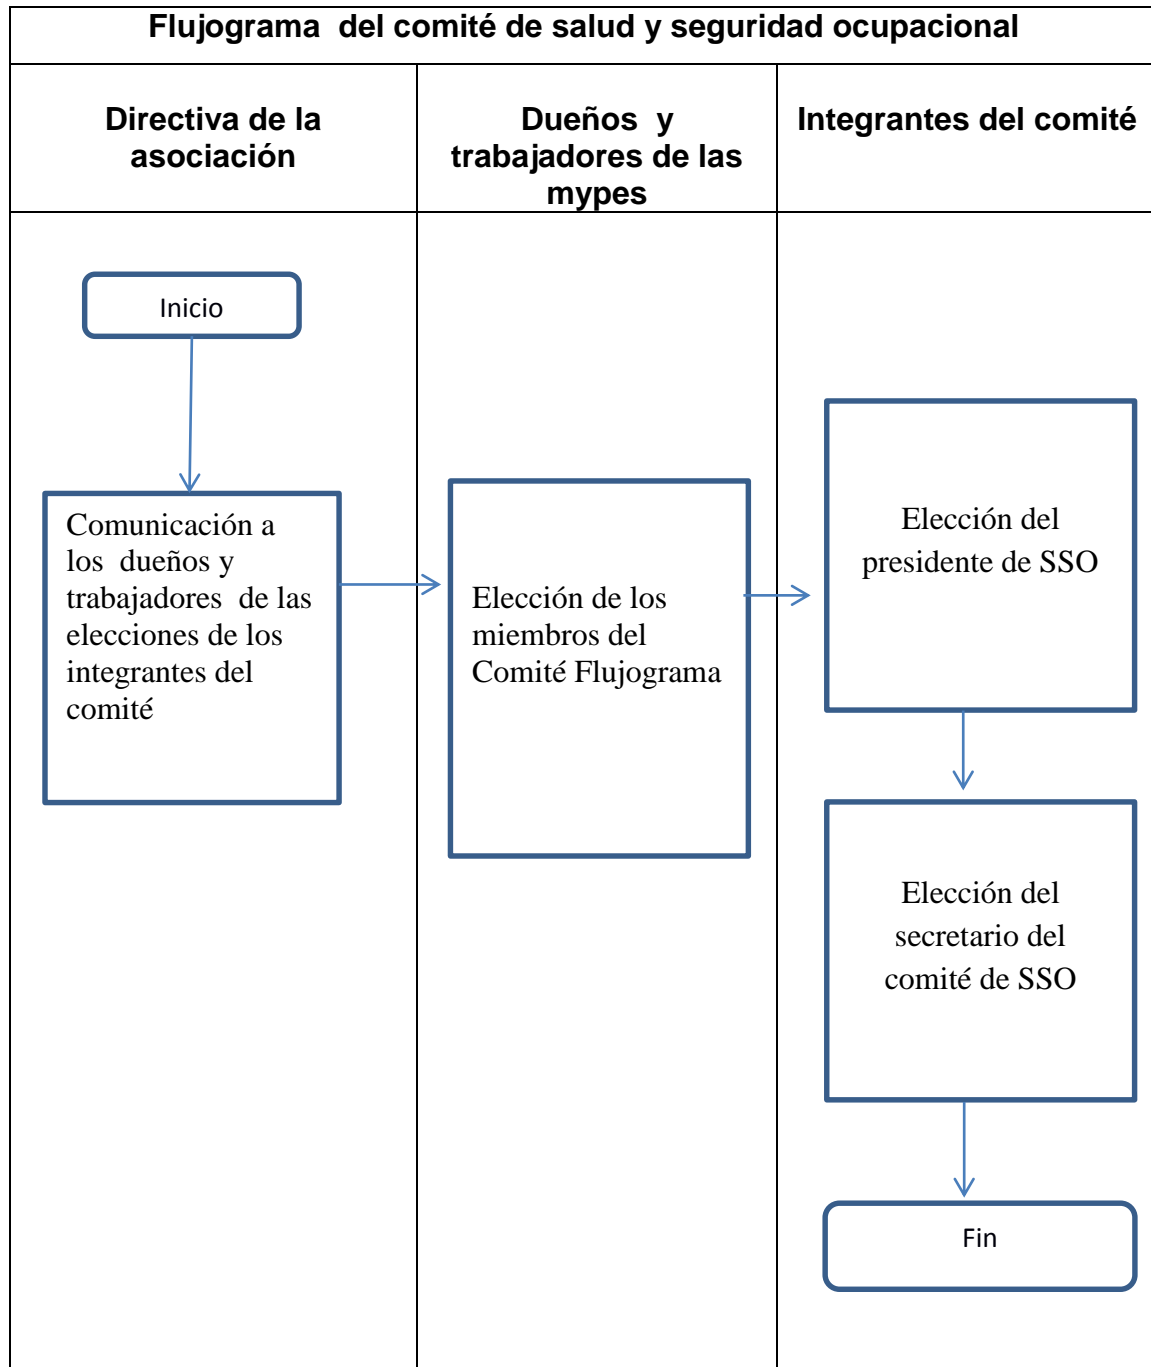 Flujograma  del comité de salud y seguridad ocupacional
Directiva de la
asociación
Dueños  y
trabajadores de las
mypes
Integrantes del comité
Inicio
Comunicación a
los  dueños y
trabajadores  de las
elecciones de los
integrantes del
comité
Elección de los
miembros del
Comité Flujograma
Elección del
presidente de SSO
Elección del
secretario del
comité de SSO
Fin